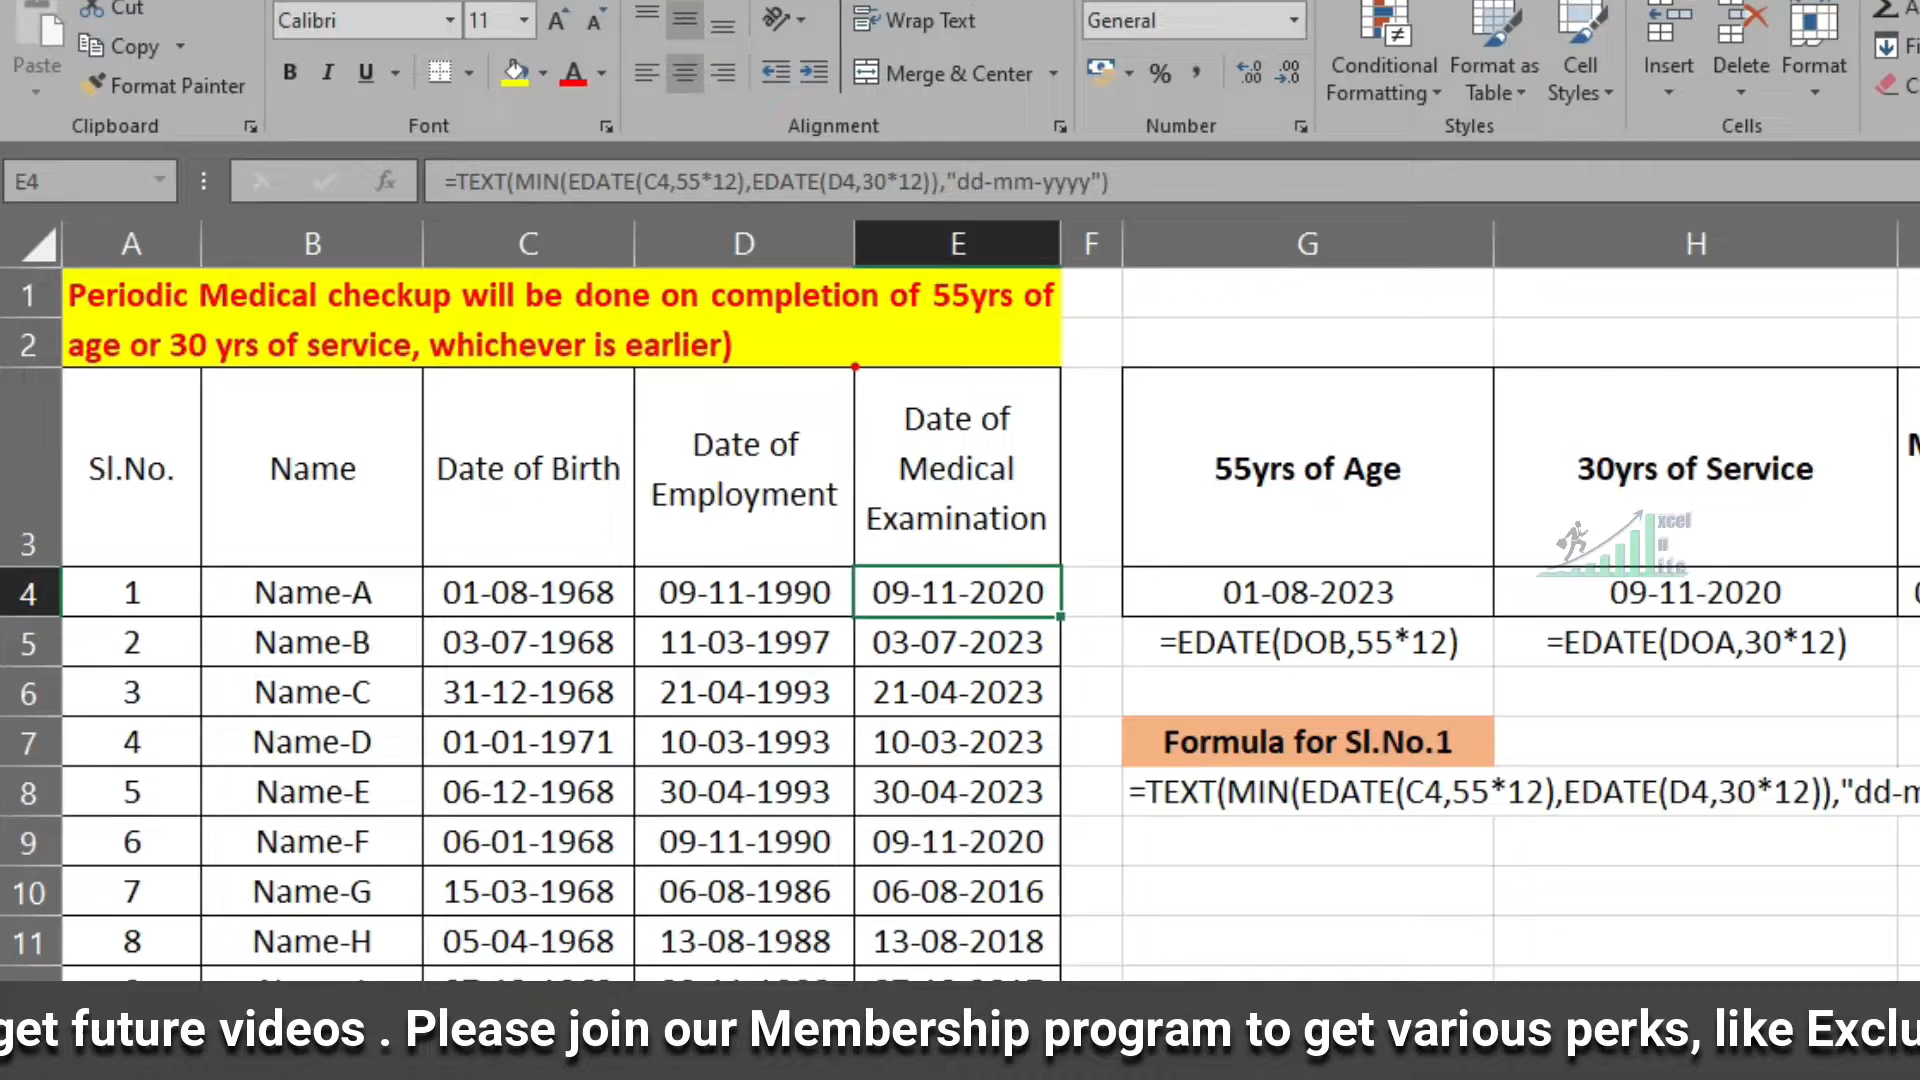 Cut
Calibri
11
Wrap Text
General
Paste
Copy
Format Painter
B I U
Merge & Center
%
Conditional Formatting
Format as Table
Cell Styles
Insert
Delete
Format
Clipboard
Font
Alignment
Number
Styles
Cells
E4
fx
=TEXT(MIN(EDATE(C4,55*12),EDATE(D4,30*12)),"dd-mm-yyyy")
A B C D E F G H
1 Periodic Medical checkup will be done on completion of 55yrs of
2 age or 30 yrs of service, whichever is earlier)
3 Sl.No. Name Date of Birth Date of Employment Date of Medical Examination 55yrs of Age 30yrs of Service
xcel
4 1 Name-A 01-08-1968 09-11-1990 09-11-2020 01-08-2023 09-11-2020
5 2 Name-B 03-07-1968 11-03-1997 03-07-2023 =EDATE(DOB,55*12) =EDATE(DOA,30*12)
6 3 Name-C 31-12-1968 21-04-1993 21-04-2023
7 4 Name-D 01-01-1971 10-03-1993 10-03-2023 Formula for Sl.No.1
8 5 Name-E 06-12-1968 30-04-1993 30-04-2023 =TEXT(MIN(EDATE(C4,55*12),EDATE(D4,30*12)),"dd-m
9 6 Name-F 06-01-1968 09-11-1990 09-11-2020
10 7 Name-G 15-03-1968 06-08-1986 06-08-2016
11 8 Name-H 05-04-1968 13-08-1988 13-08-2018
get future videos . Please join our Membership program to get various perks, like Exclu